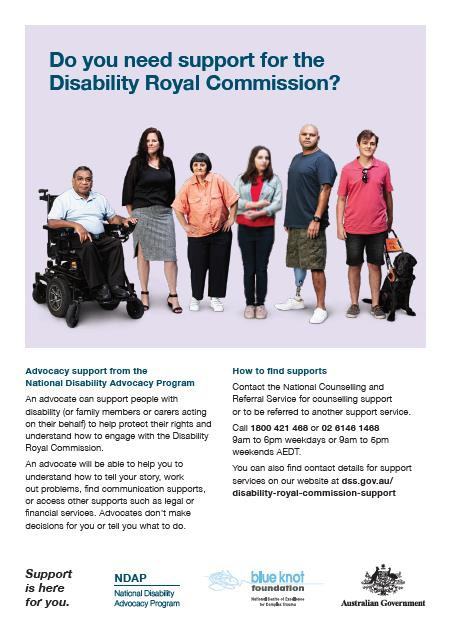 Do you need support for the
Disability Royal Commission?
Advocacy support from the
National Disability Advocacy Program
An advocate can support people with
disability (or family members or carers acting
on their behalf) to help protect their rights and
understand how to engage with the Disability
Royal Commission.
An advocate will be able to help you to
understand how to tell your story, work
out problems, find communication supports,
or access other supports such as legal or
financial services. Advocates don't make
decisions for you or tell you what to do.
How to find supports
Contact the National Counselling and
Referral Service for counselling support
or to be referred to another support service.
Call 1800 421 468 or 02 6146 1468
9am to 6pm weekdays or 9am to 5pm
weekends AEDT.
You can also find contact details for support
services on our website at dss.gov.au/
disability-royal-commission-support
Support
is here
for you.
NDAP
National Disability
Advocacy Program
blue knot
foundation
National Centre of Excellence
for Complex Trauma
Australian Government